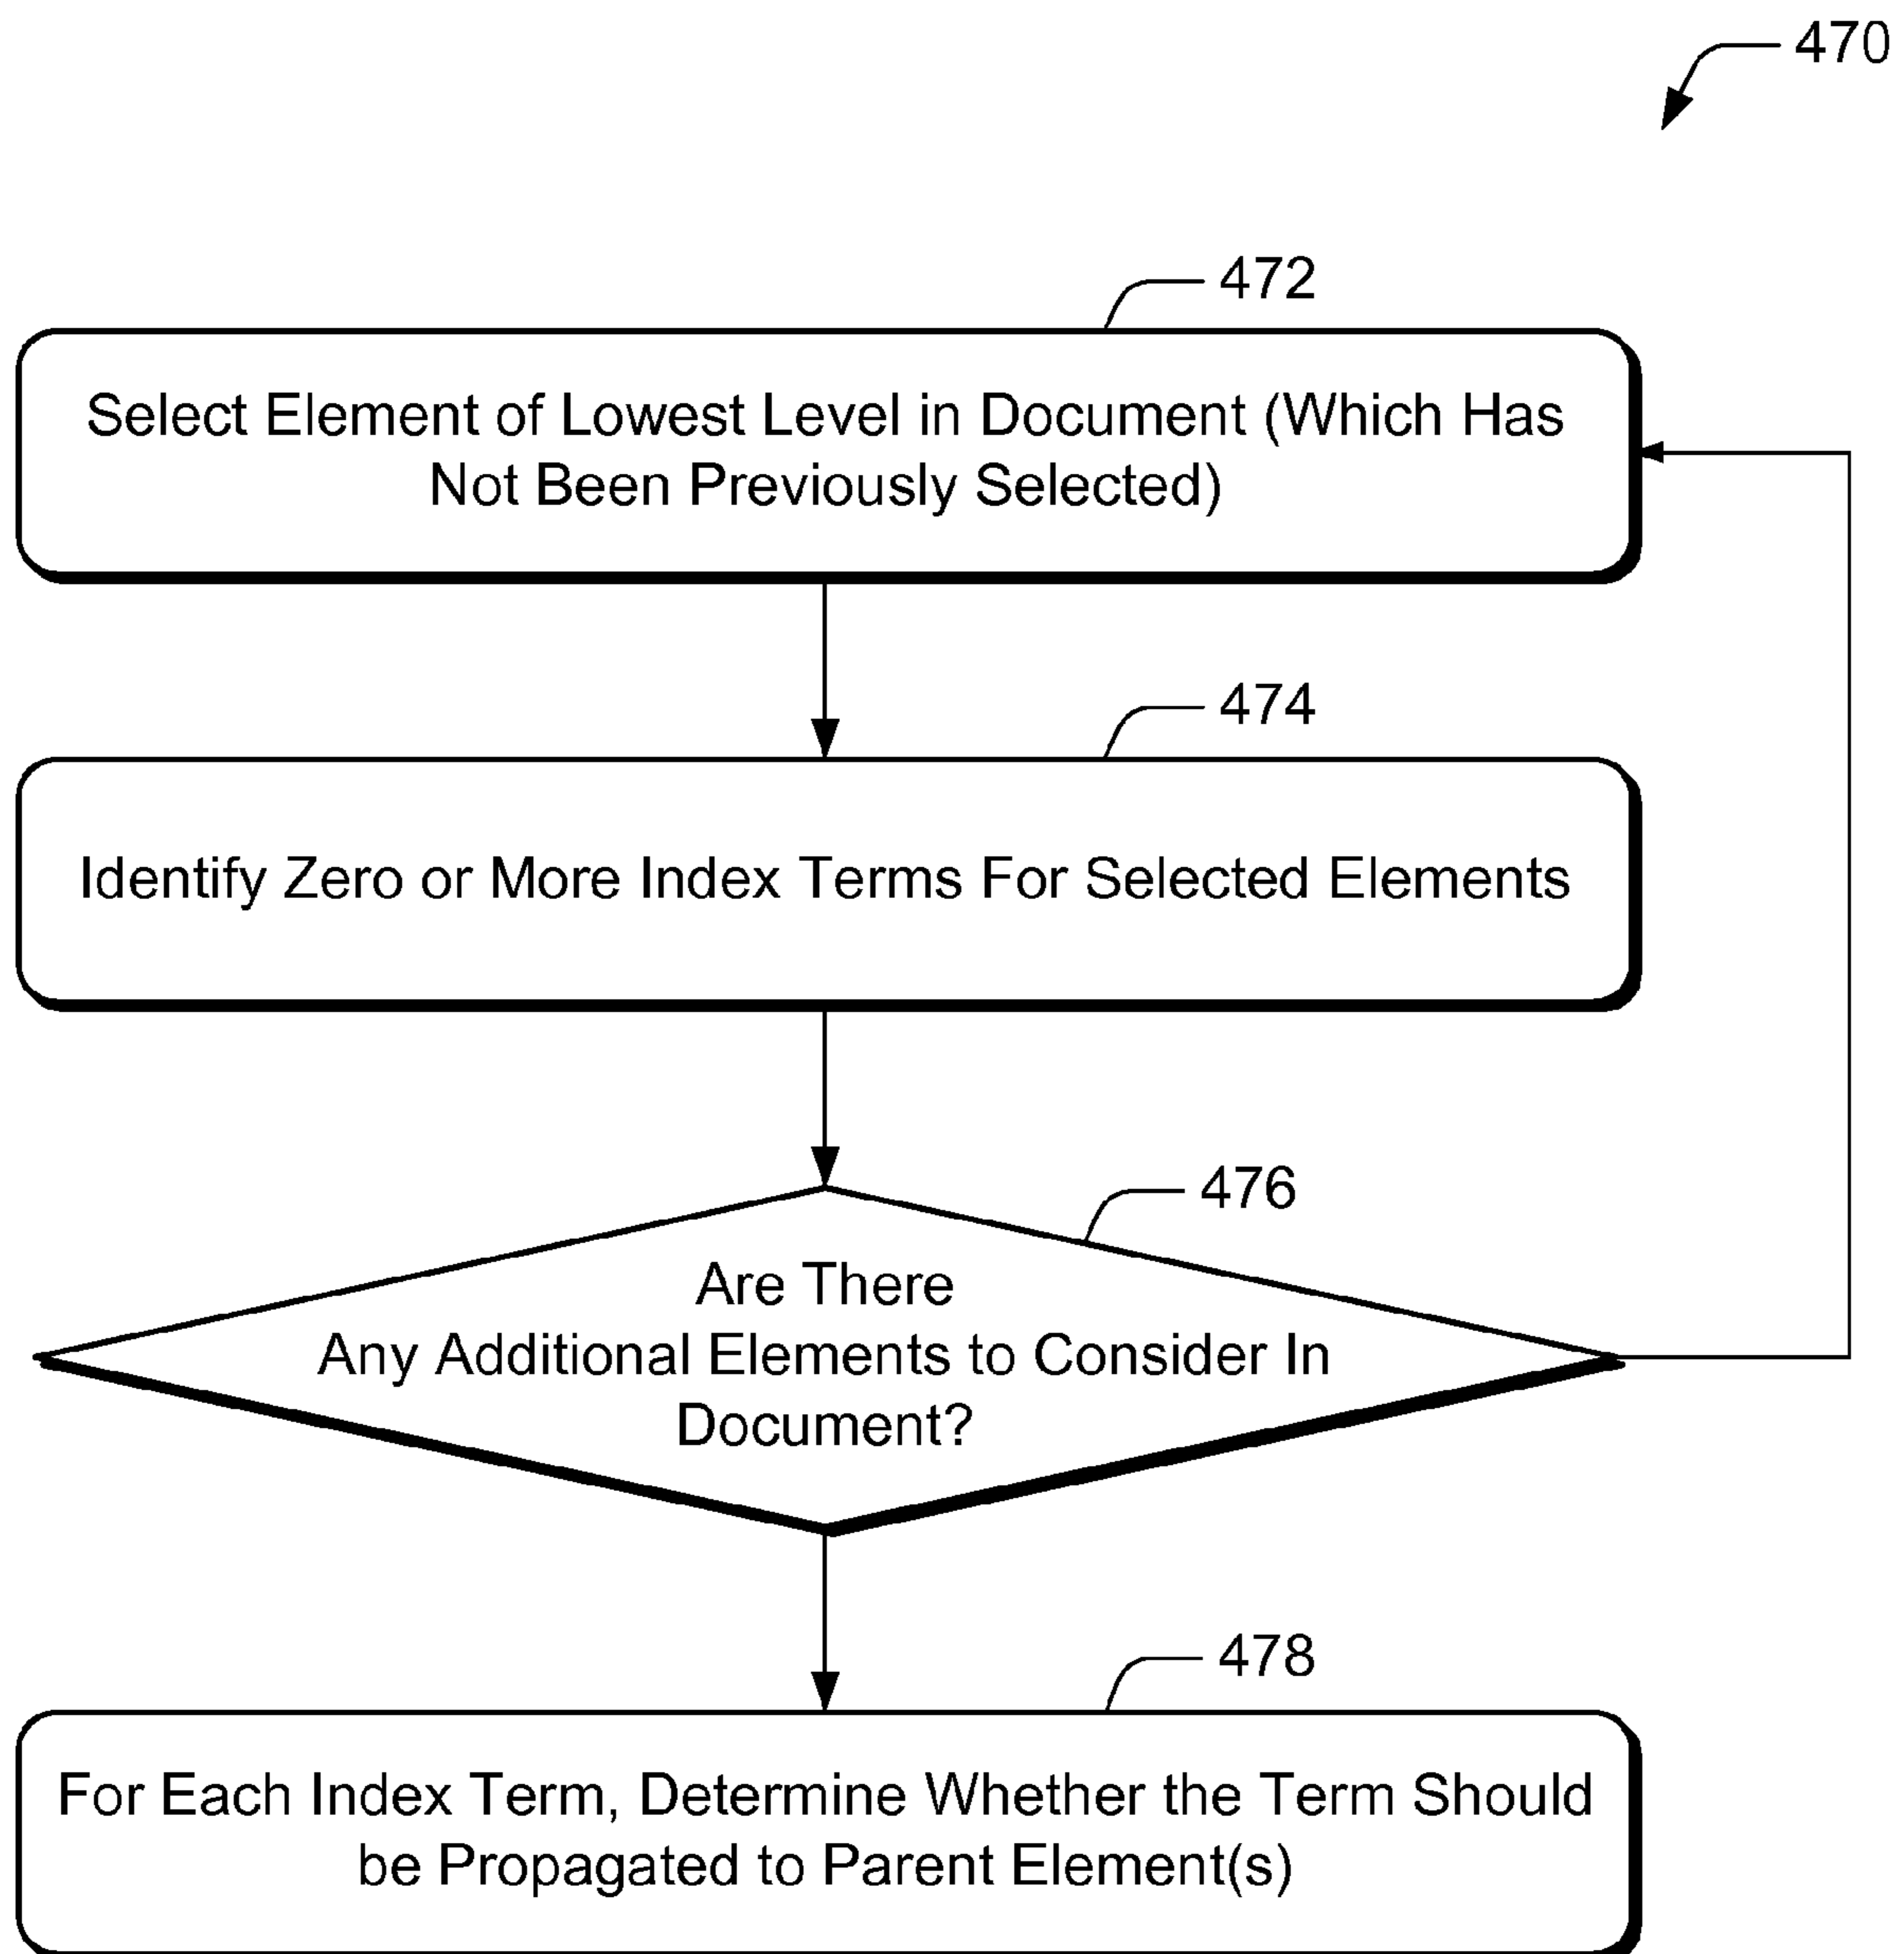 470
472
Select Element of Lowest Level in Document (Which Has
Not Been Previously Selected)
474
Identify Zero or More Index Terms For Selected Elements
476
Are There
Any Additional Elements to Consider In
Document?
478
For Each Index Term, Determine Whether the Term Should
be Propagated to Parent Element(s)